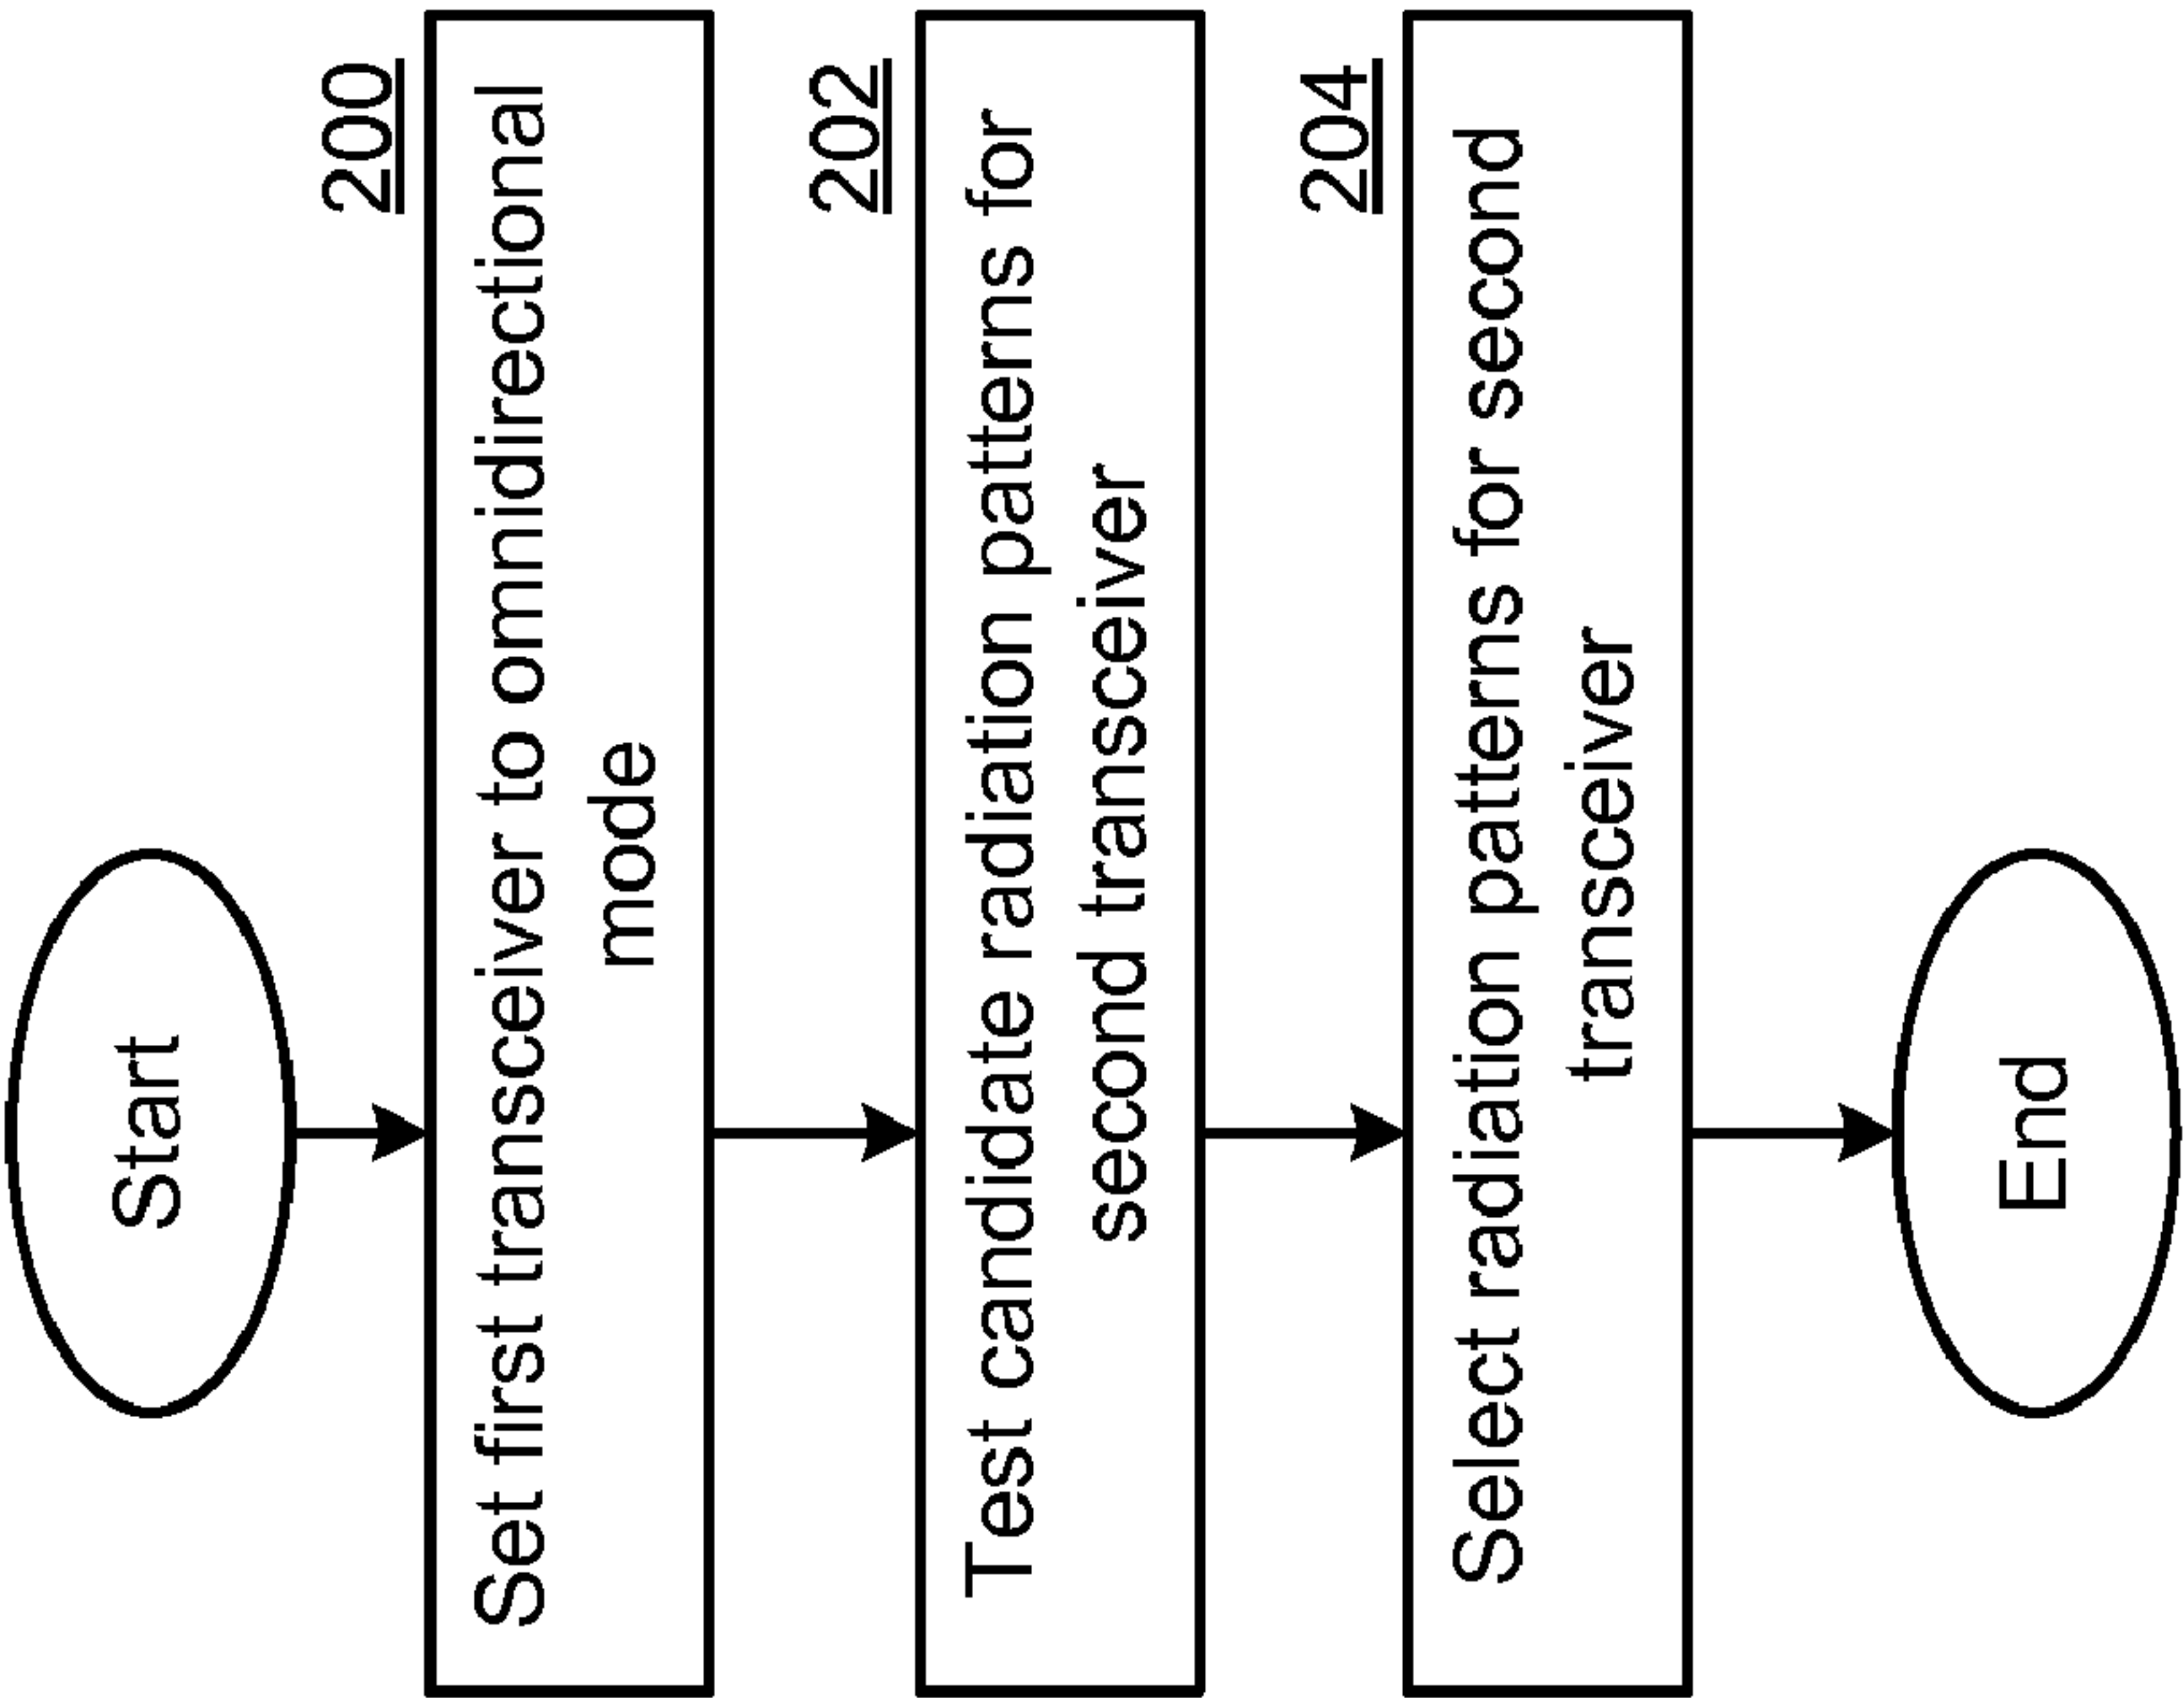 Start
200
Set first transceiver to omnidirectional
mode
202
Test candidate radiation patterns for
second transceiver
204
Select radiation patterns for second
transceiver
End